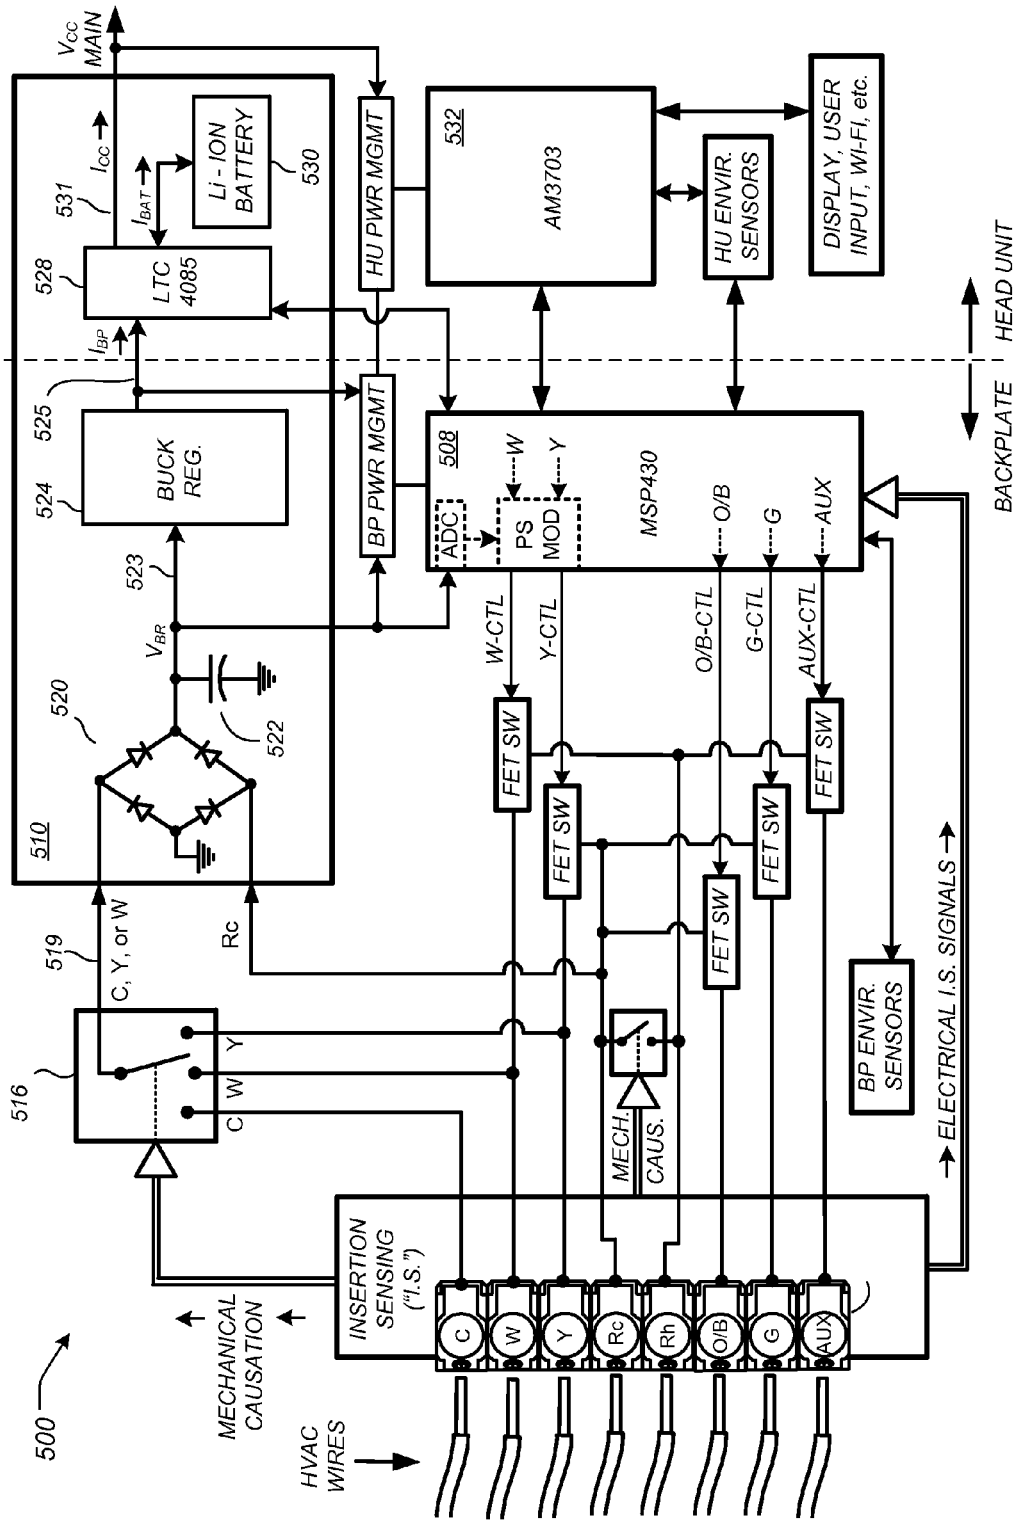 500
HVAC
WIRES
MECHANICAL
CAUSATION
INSERTION
SENSING
("I.S.")
C
W
Y
Rc
Rh
O/B
G
AUX
516
C
W
Y
519
C, Y, or W
Rc
MECH.
CAUS.
510
520
522
VBR
523
524
BUCK
REG.
525
IBP
528
LTC
4085
531
IBAT
ICC
Li - ION
BATTERY
530
VCC
MAIN
BP PWR MGMT
HU PWR MGMT
FET SW
FET SW
FET SW
FET SW
FET SW
W-CTL
Y-CTL
O/B-CTL
G-CTL
AUX-CTL
ADC
508
PS
MOD
W
Y
MSP430
O/B
G
AUX
532
AM3703
HU ENVIR.
SENSORS
DISPLAY, USER
INPUT, Wi-FI, etc.
BP ENVIR.
SENSORS
ELECTRICAL I.S. SIGNALS
BACKPLATE
HEAD UNIT